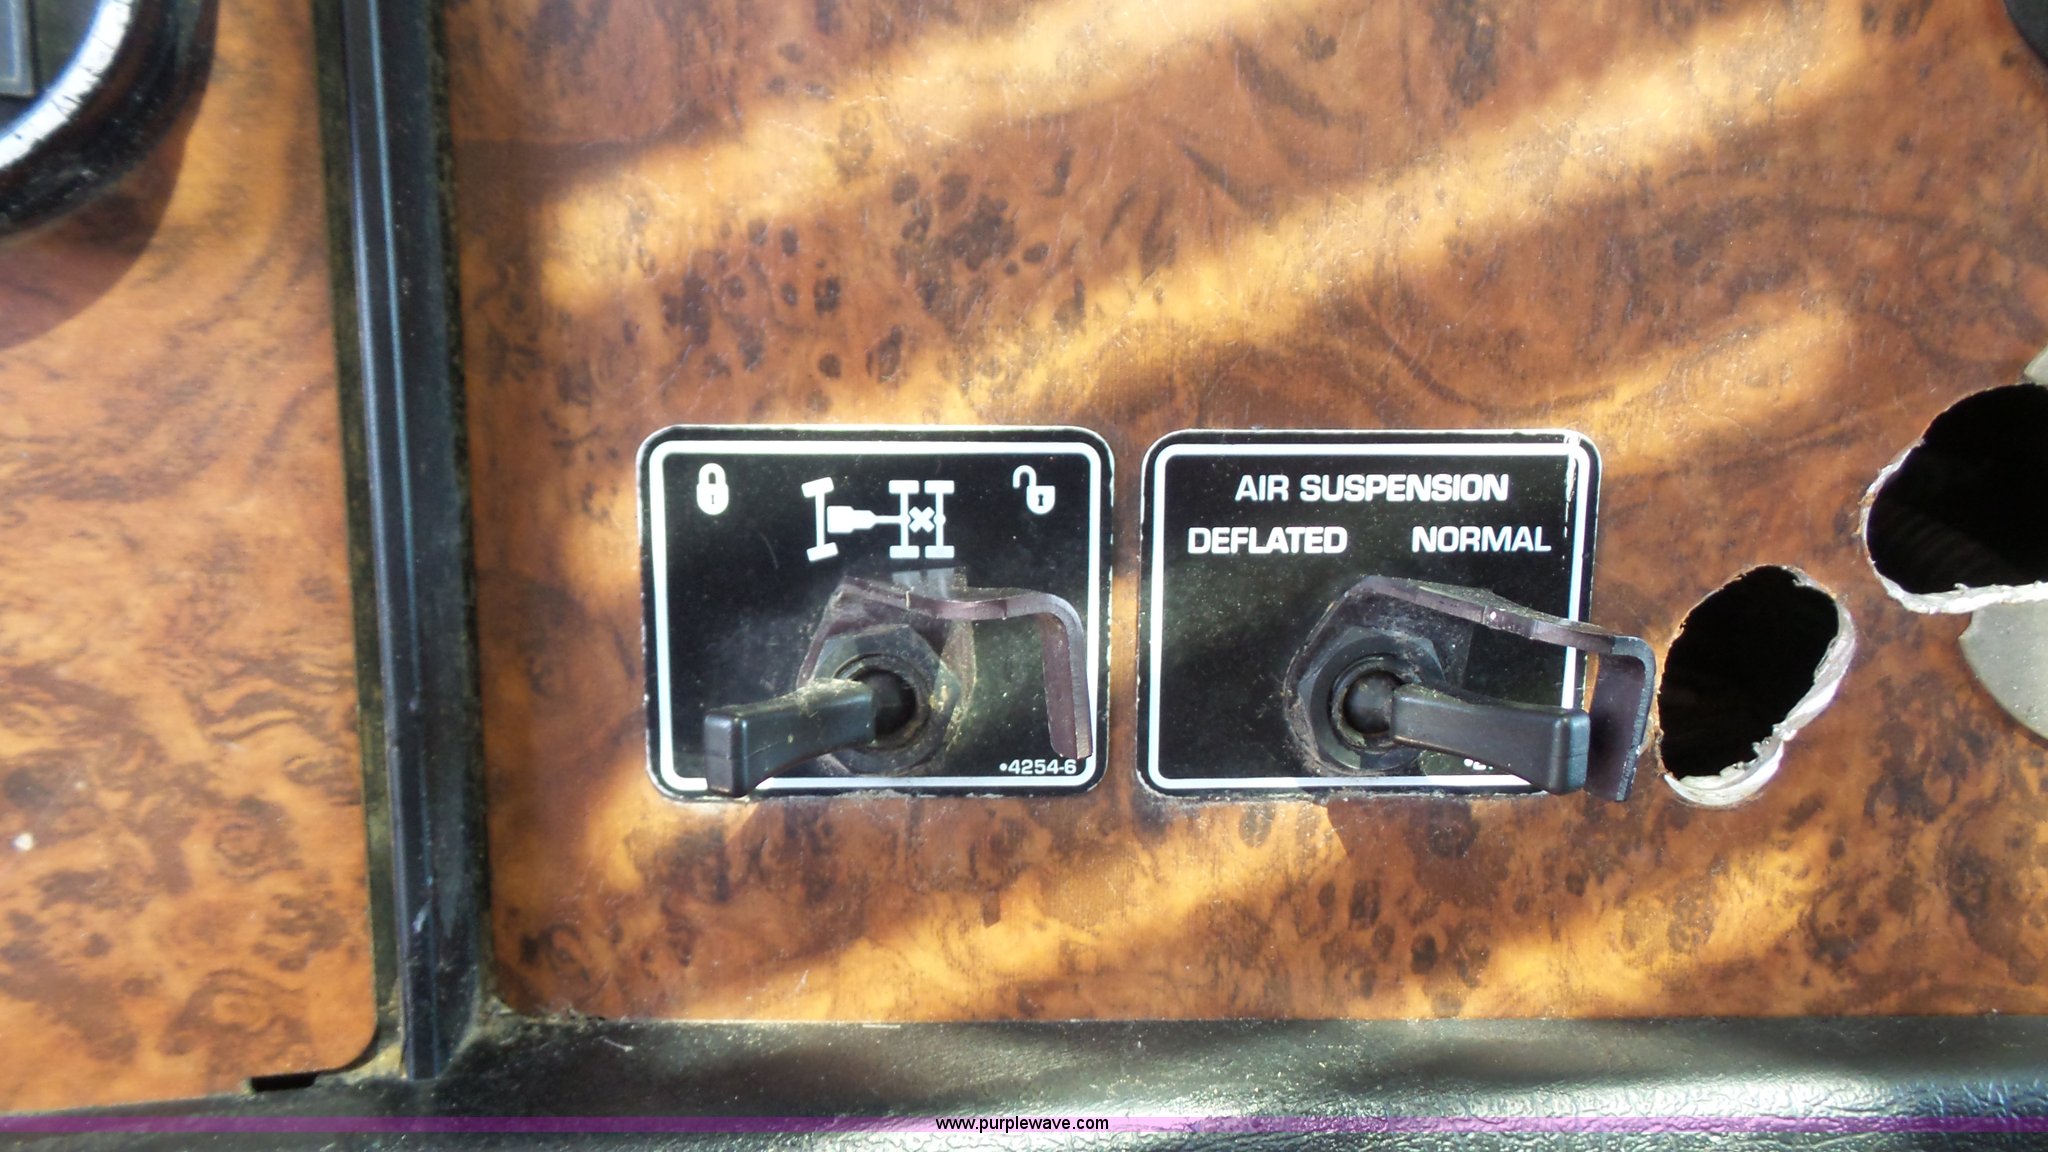 AIR SUSPENSION
DEFLATED NORMAL
•4254-6
www.purplewave.com